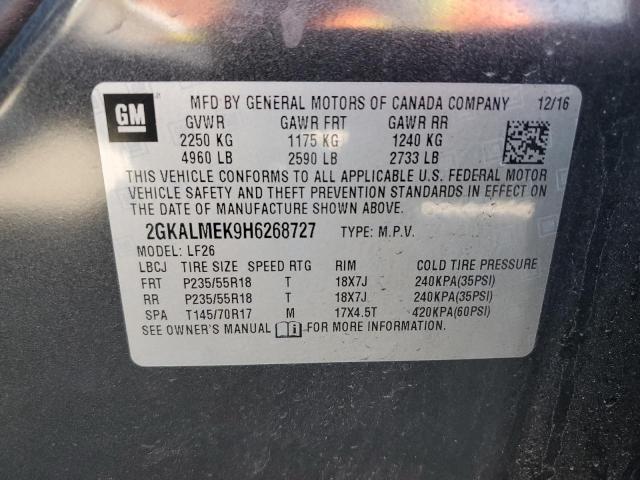 GM
MFD BY GENERAL MOTORS OF CANADA COMPANY 12/16
GVWR GAWR FRT GAWR RR
2250 KG 1175 KG 1240 KG
4960 LB 2590 LB 2733 LB
THIS VEHICLE CONFORMS TO ALL APPLICABLE U.S. FEDERAL MOTOR
VEHICLE SAFETY AND THEFT PREVENTION STANDARDS IN EFFECT ON
THE DATE OF MANUFACTURE SHOWN ABOVE.
2GKALMEK9H6268727 TYPE: M.P.V.
MODEL: LF26
LBCJ TIRE SIZE SPEED RTG RIM COLD TIRE PRESSURE
FRT P235/55R18 T 18X7J 240KPA(35PSI)
RR P235/55R18 T 18X7J 240KPA(35PSI)
SPA T145/70R17 M 17X4.5T 420KPA(60PSI)
SEE OWNER'S MANUAL FOR MORE INFORMATION.